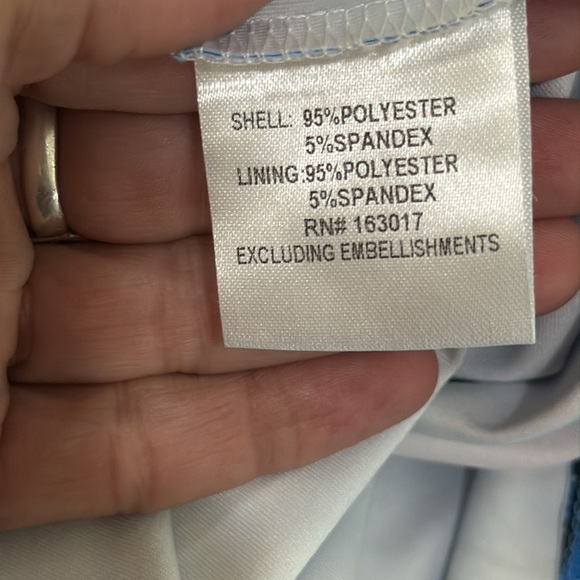 SHELL: 95%POLYESTER
5%SPANDEX
LINING:95%POLYESTER
5%SPANDEX
RN# 163017
EXCLUDING EMBELLISHMENTS